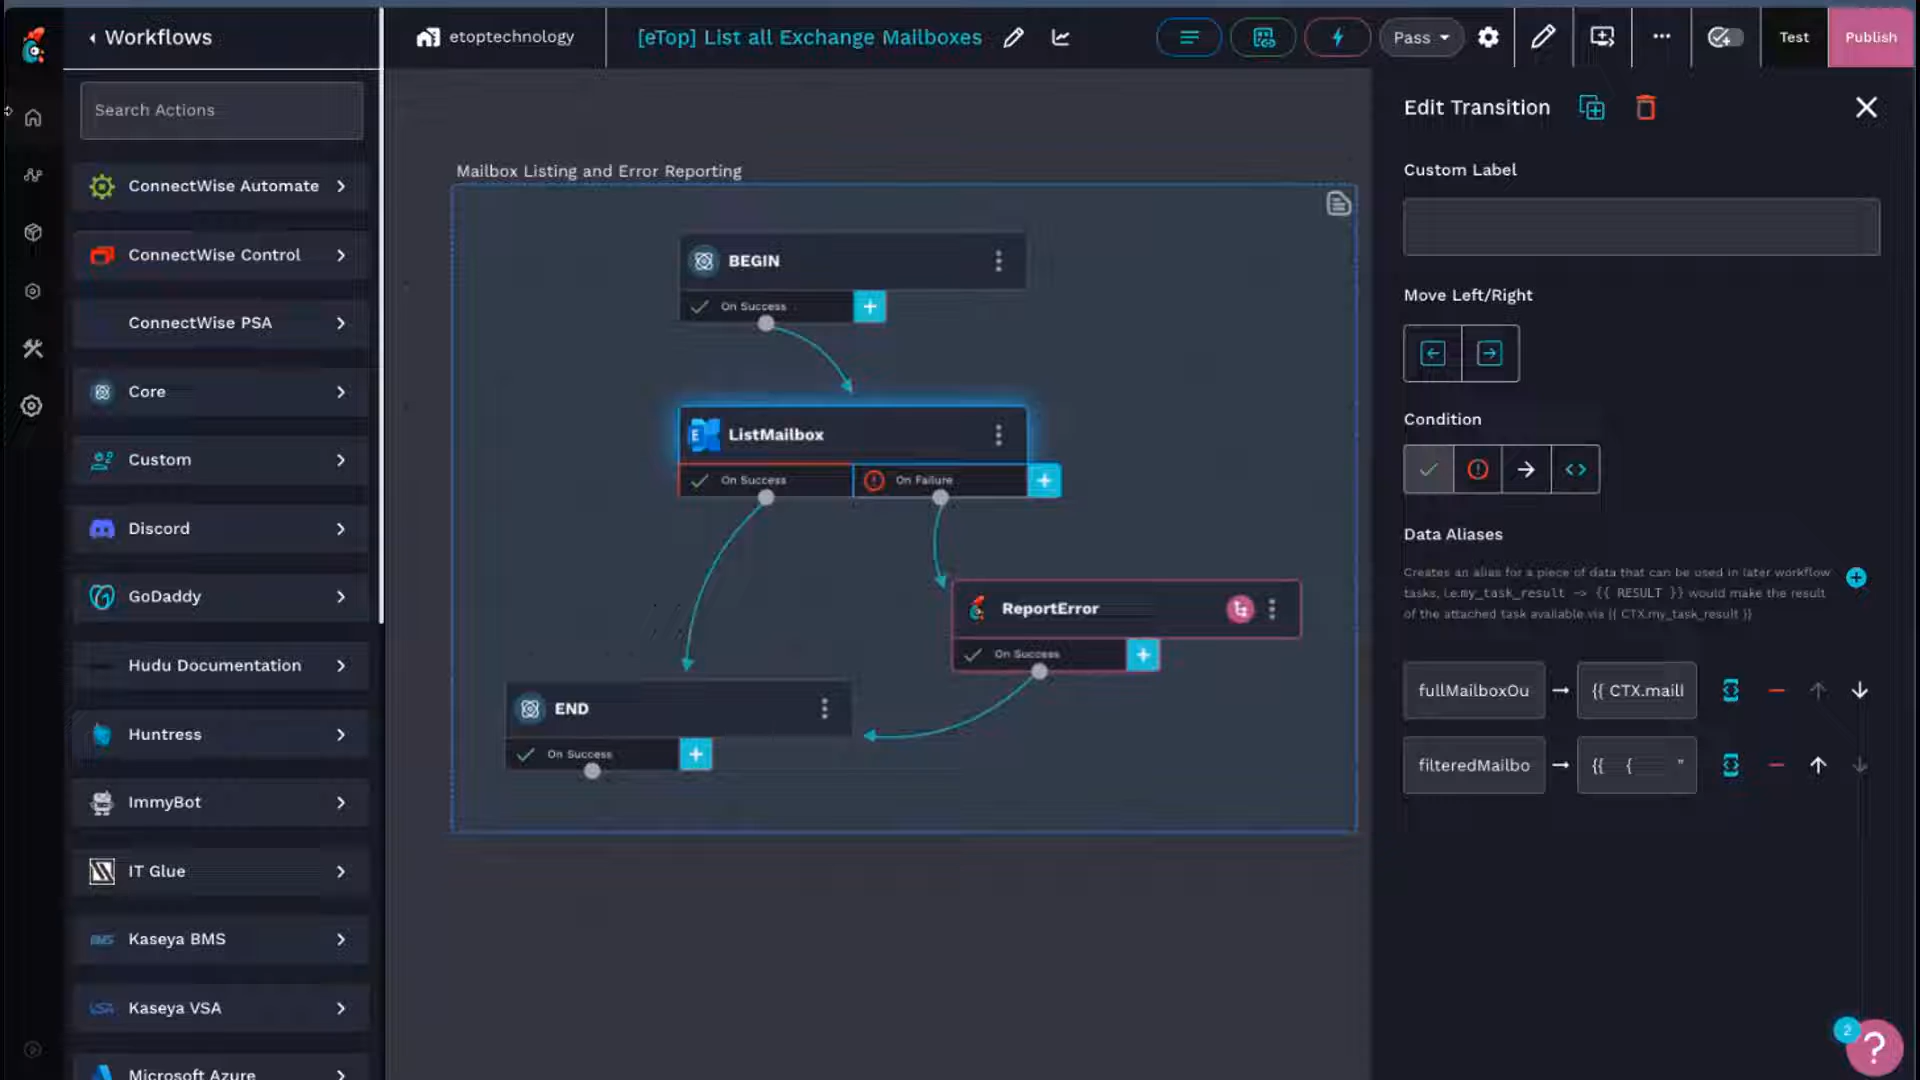 Workflows
etoptechnology
[eTop] List all Exchange Mailboxes
Pass
Test
Publish
Search Actions
ConnectWise Automate
ConnectWise Control
ConnectWise PSA
Core
Custom
Discord
GoDaddy
Hudu Documentation
Huntress
ImmyBot
IT Glue
Kaseya BMS
Kaseya VSA
Microsoft Azure
Mailbox Listing and Error Reporting
BEGIN
On Success
ListMailbox
On Success
On Failure
ReportError
On Success
END
On Success
Edit Transition
Custom Label
Move Left/Right
Condition
Data Aliases
Creates an alias for a piece of data that can be used in later workflow
tasks, i.e.my_task_result -> {{ RESULT }} would make the result
of the attached task available via {{ CTX.my_task_result }}
fullMailboxOu
{{ CTX.maill
filteredMailbo
{{ { "
2
?